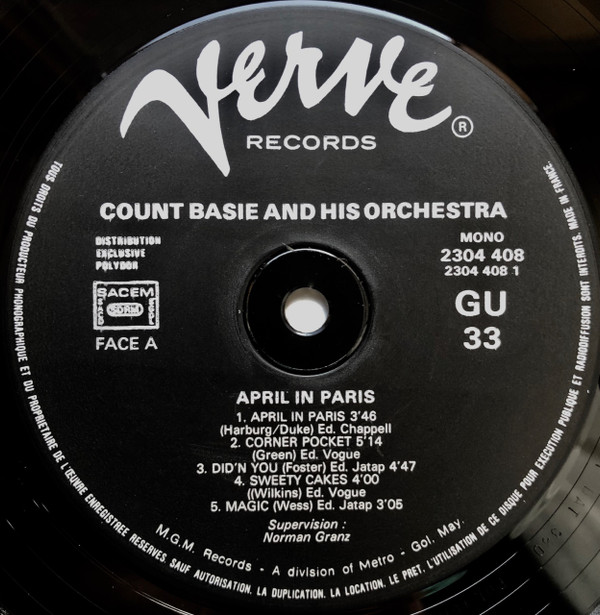 Verve
®
RECORDS
COUNT BASIE AND HIS ORCHESTRA
DISTRIBUTION
EXCLUSIVE
POLYDOR
SACEM
SACD SDRM SGDL
FACE A
MONO
2304 408
2304 408 1
GU
33
APRIL IN PARIS
1. APRIL IN PARIS 3'46
(Harburg/Duke) Ed. Chappell
2. CORNER POCKET 5'14
(Green) Ed. Vogue
3. DID'N YOU (Foster) Ed. Jatap 4'47
4. SWEETY CAKES 4'00
((Wilkins) Ed. Vogue
5. MAGIC (Wess) Ed. Jatap 3'05
Supervision :
Norman Granz
M.G.M. Records - A division of Metro - Gol. May.
TOUS DROITS DU PRODUCTEUR PHONOGRAPHIQUE ET DU PROPRIETAIRE DE L'ŒUVRE ENREGISTREE RESERVES. SAUF AUTORISATION. LA DUPLICATION. LA LOCATION. LE PRET. L'UTILISATION DE CE DISQUE POUR EXECUTION PUBLIQUE ET RADIODIFFUSION SONT INTERDITS. MADE IN FRANCE.